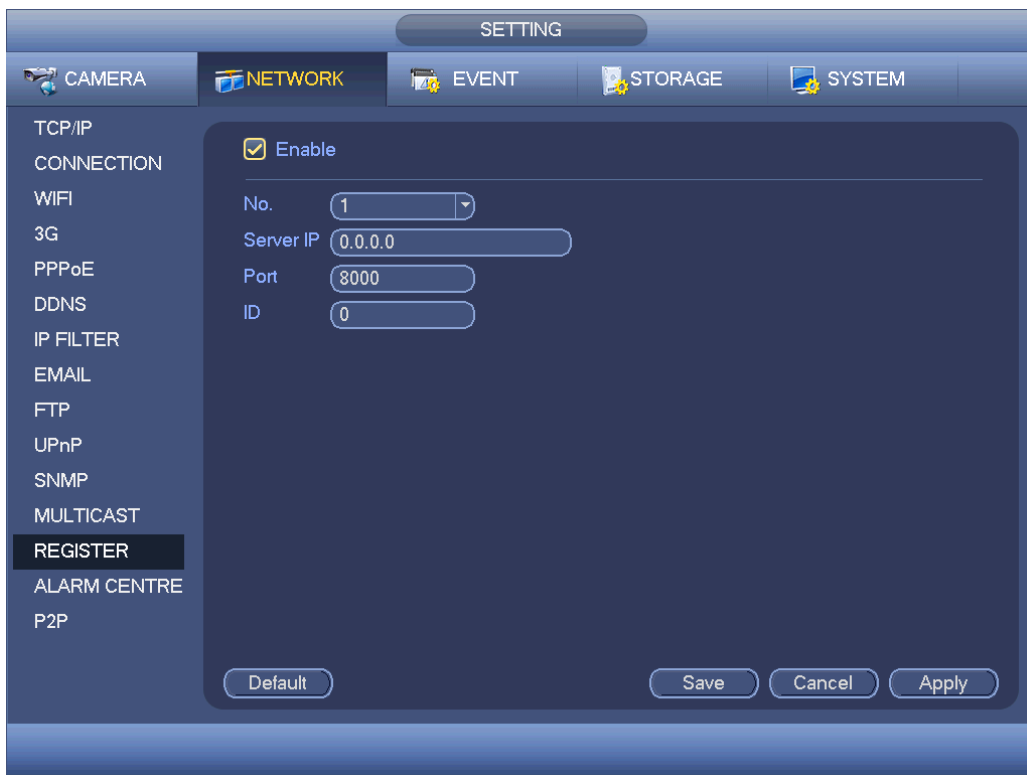 SETTING
CAMERA NETWORK EVENT STORAGE SYSTEM
TCP/IP
CONNECTION
WIFI
3G
PPPoE
DDNS
IP FILTER
EMAIL
FTP
UPnP
SNMP
MULTICAST
REGISTER
ALARM CENTRE
P2P
Enable
No. 1
Server IP 0.0.0.0
Port 8000
ID 0
Default Save Cancel Apply